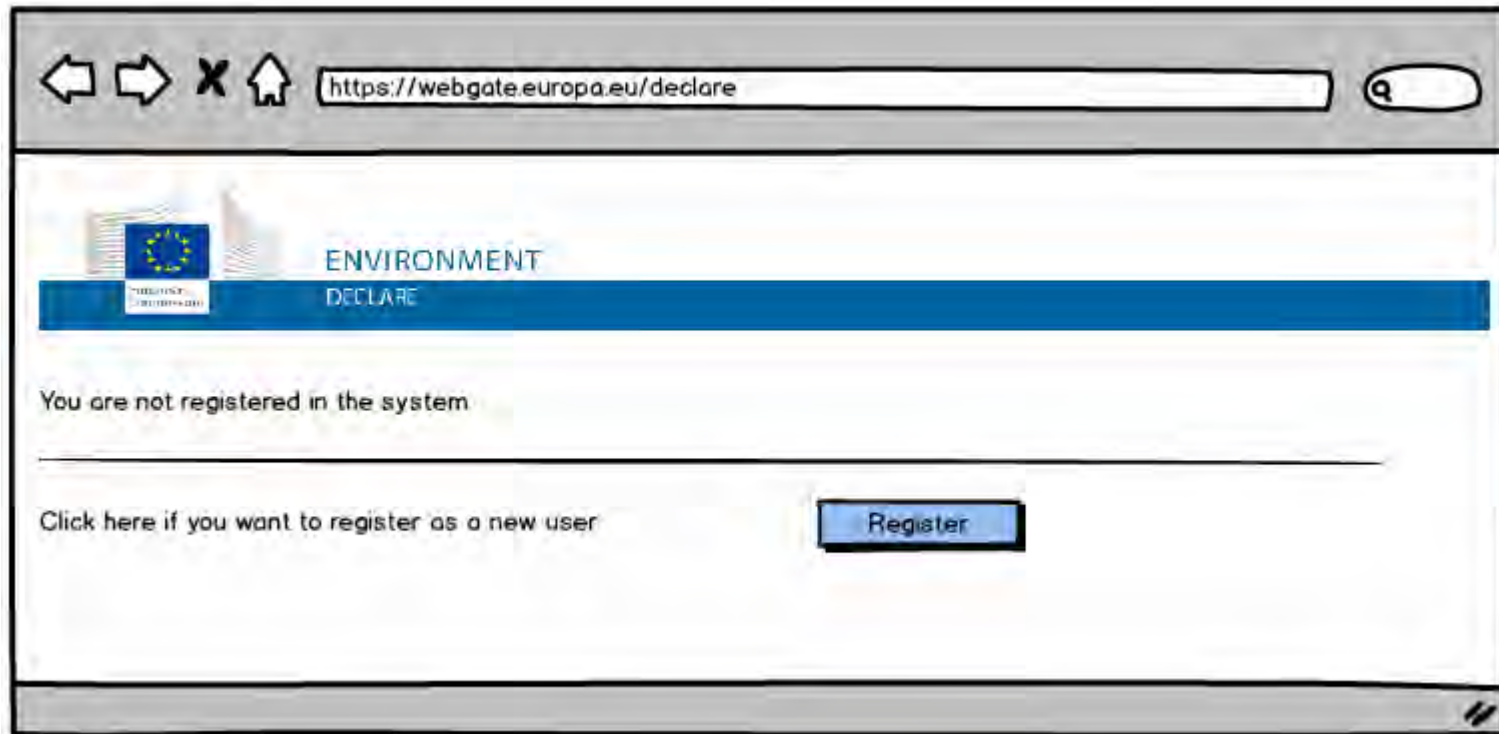 https://webgate.europa.eu/declare
ENVIRONMENT
DECLARE
You are not registered in the system
Click here if you want to register as a new user
Register